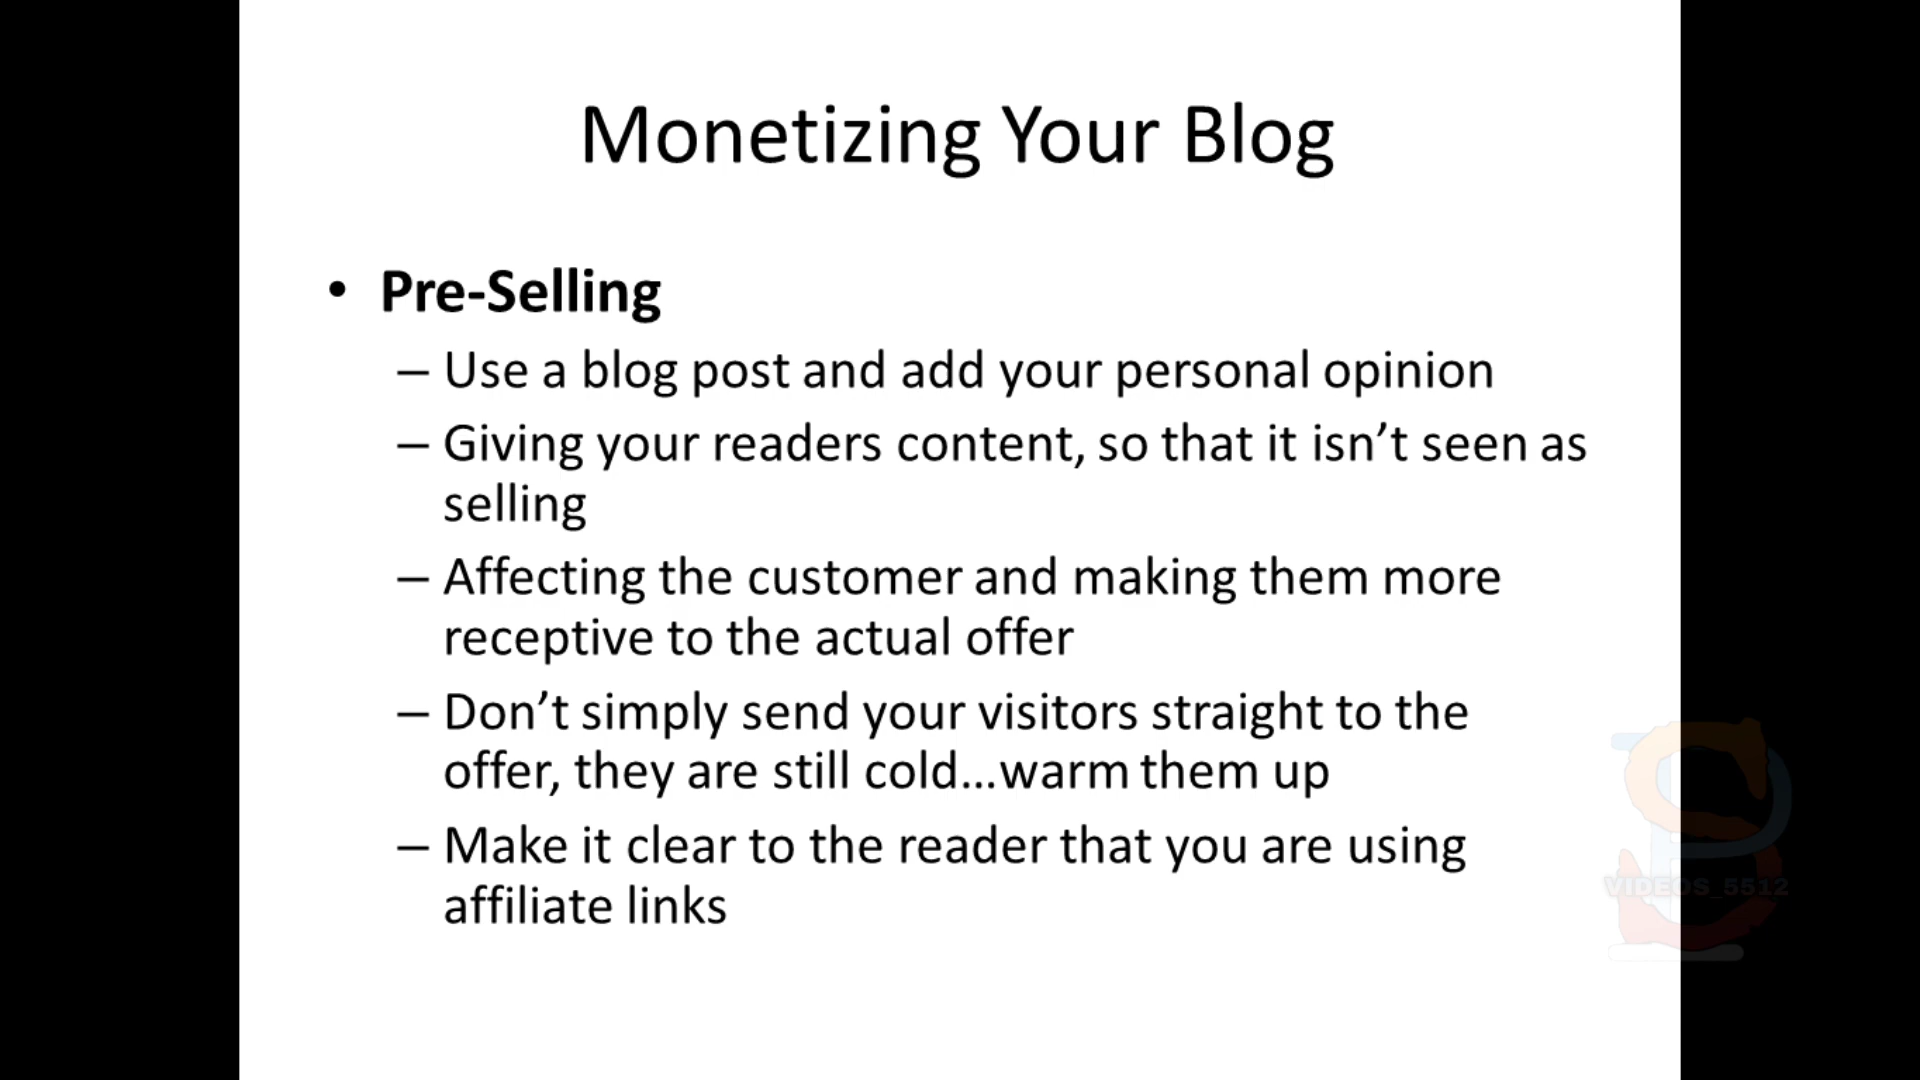 Monetizing Your Blog
• Pre-Selling
– Use a blog post and add your personal opinion
– Giving your readers content, so that it isn’t seen as
selling
– Affecting the customer and making them more
receptive to the actual offer
– Don’t simply send your visitors straight to the
offer, they are still cold...warm them up
– Make it clear to the reader that you are using
affiliate links
VIDEOS_5512